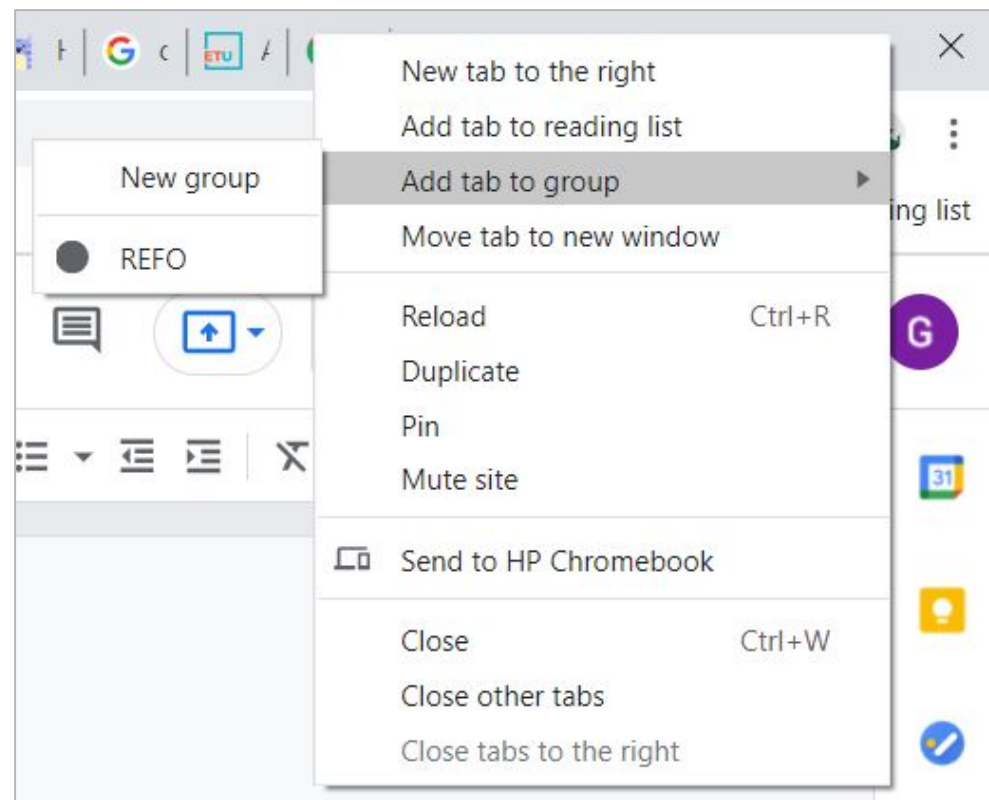 G
ETU
New tab to the right
Add tab to reading list
New group
Add tab to group
ing list
Move tab to new window
REFO
Reload Ctrl+R
G
Duplicate
Pin
Mute site
31
Send to HP Chromebook
Close Ctrl+W
Close other tabs
Close tabs to the right